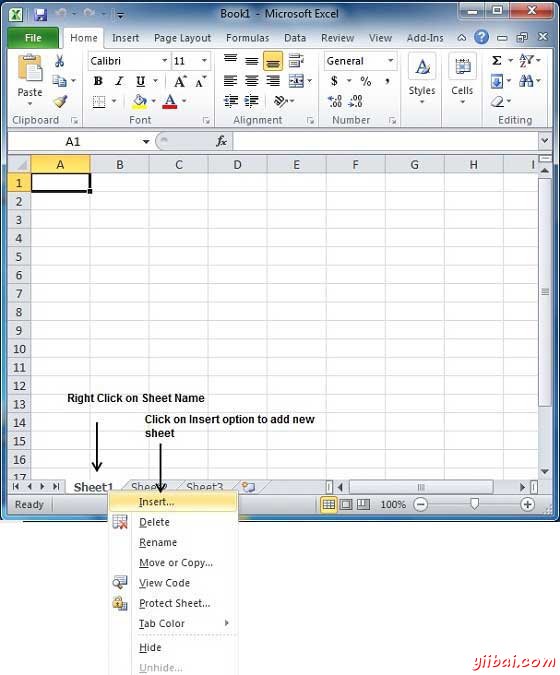 Book1 - Microsoft Excel
File Home Insert Page Layout Formulas Data Review View Add-Ins
Calibri 11 General
Paste
B I U A A A $ % ,
Styles Cells
Clipboard Font Alignment Number Editing
A1 fx
A B C D E F G H I
1
2
3
4
5
6
7
8
9
10
11
12
Right Click on Sheet Name
13
Click on Insert option to add new
14
sheet
15
16
17
Sheet1 Sheet3
Ready 100%
Insert...
Delete
Rename
Move or Copy...
View Code
Protect Sheet...
Tab Color
Hide
Unhide...
yiibai.com